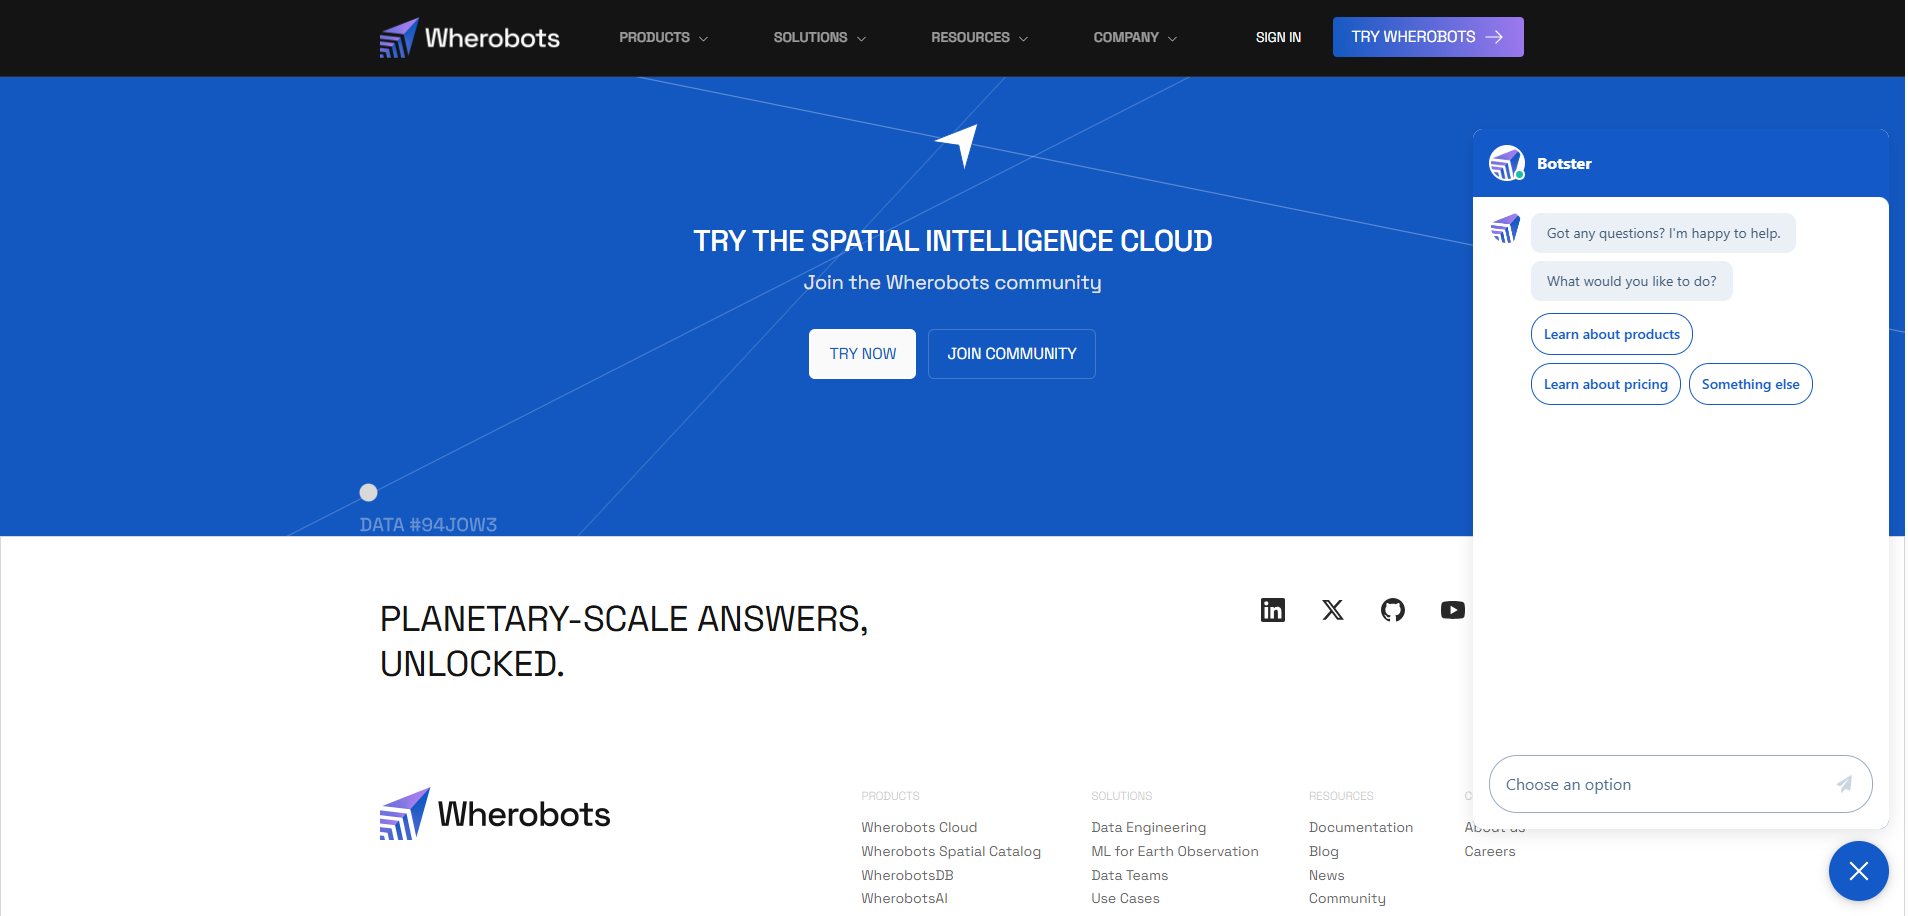 Wherobots
PRODUCTS
SOLUTIONS
RESOURCES
COMPANY
SIGN IN
TRY WHEROBOTS
TRY THE SPATIAL INTELLIGENCE CLOUD
Join the Wherobots community
TRY NOW
JOIN COMMUNITY
DATA #94JOW3
Botster
Got any questions? I'm happy to help.
What would you like to do?
Learn about products
Learn about pricing
Something else
Choose an option
PLANETARY-SCALE ANSWERS,
UNLOCKED.
Wherobots
PRODUCTS
Wherobots Cloud
Wherobots Spatial Catalog
WherobotsDB
WherobotsAI
SOLUTIONS
Data Engineering
ML for Earth Observation
Data Teams
Use Cases
RESOURCES
Documentation
Blog
News
Community
About us
Careers